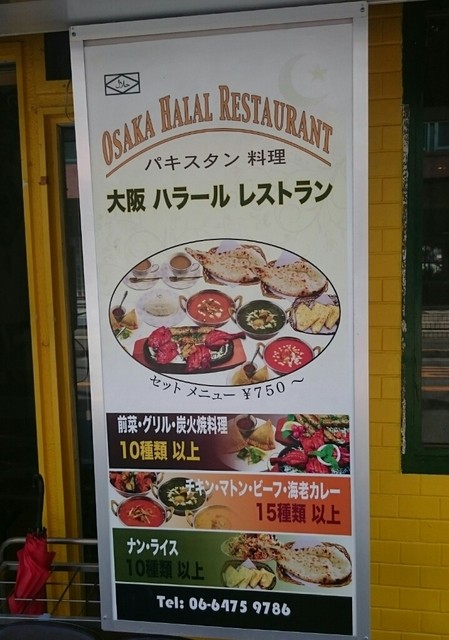 حلال
OSAKA HALAL RESTAURANT
パキスタン 料理
大阪 ハラール レストラン
セット メニュー ¥750～
前菜・グリル・炭火焼料理
10種類 以上
チキン・マトン・ビーフ・海老カレー
15種類 以上
ナン・ライス
10種類 以上
Tel: 06-6475 9786